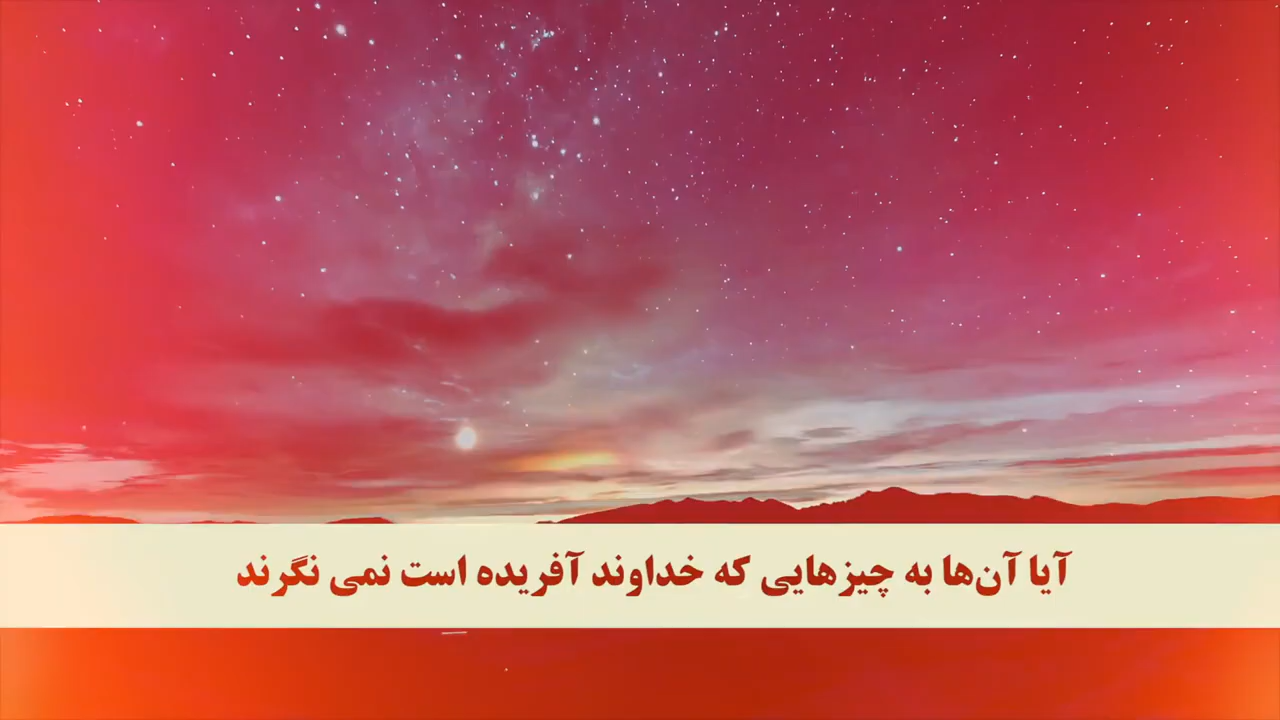 آیا آن‌ها به چیزهایی که خداوند آفریده است نمی نگرند